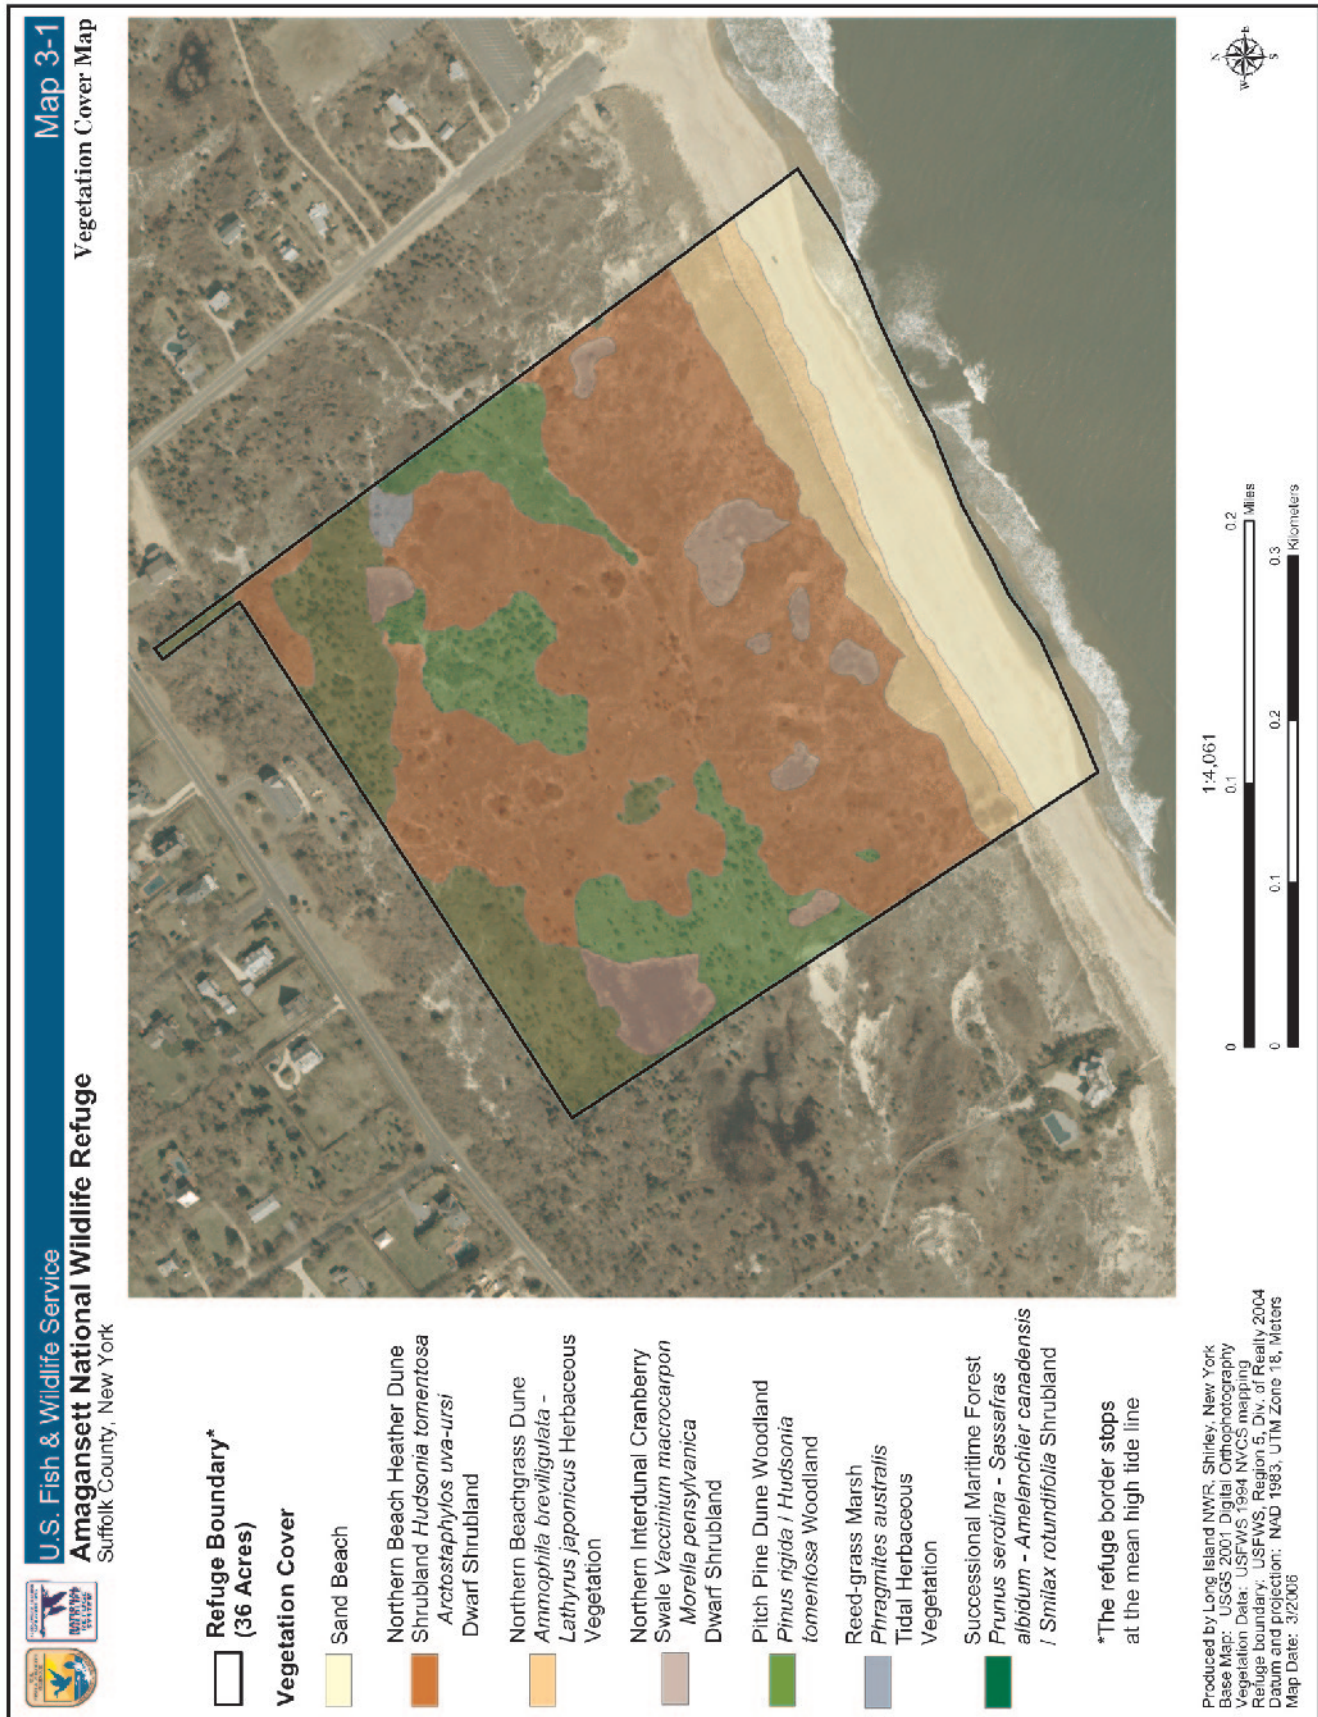 U.S. Fish & Wildlife Service
Map 3-1
Amagansett National Wildlife Refuge
Suffolk County, New York
Vegetation Cover Map
Refuge Boundary*
(36 Acres)
Vegetation Cover
Sand Beach
Northern Beach Heather Dune
Shrubland Hudsonia tomentosa
Arctostaphylos uva-ursi
Dwarf Shrubland
Northern Beachgrass Dune
Ammophila breviligulata -
Lathyrus japonicus Herbaceous
Vegetation
Northern Interdunal Cranberry
Swale Vaccinium macrocarpon
Morella pensylvanica
Dwarf Shrubland
Pitch Pine Dune Woodland
Pinus rigida / Hudsonia
tomentosa Woodland
Reed-grass Marsh
Phragmites australis
Tidal Herbaceous
Vegetation
Successional Maritime Forest
Prunus serotina - Sassafras
albidum - Amelanchier canadensis
/ Smilax rotundifolia Shrubland
*The refuge border stops
at the mean high tide line
Produced by Long Island NWR, Shirley, New York
Base Map: USGS 2001 Digital Orthophotography
Vegetation Data: USFWS 1994 NVCS mapping
Refuge boundary: USFWS, Region 5, Div. of Realty 2004
Datum and projection: NAD 1983, UTM Zone 18, Meters
Map Date: 3/2006
1:4,061
0 0.1 0.2
Miles
0 0.1 0.2 0.3
Kilometers
N
W E
S